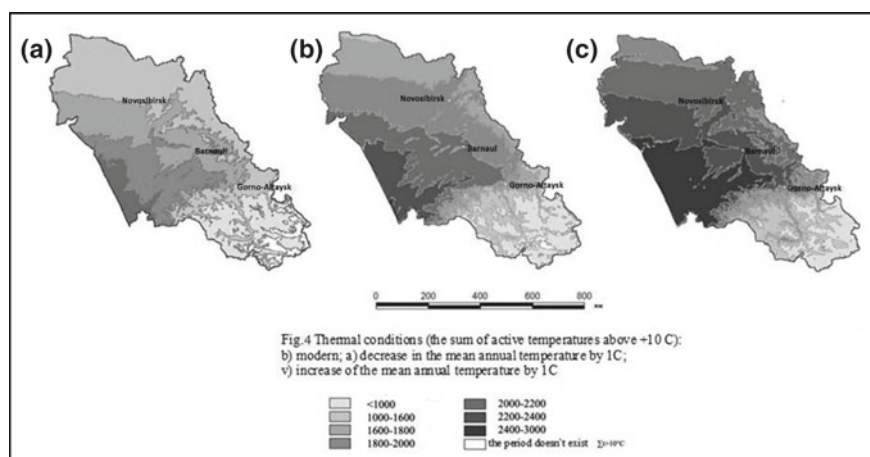 (a)
(b)
(c)
Novosibirsk
Barnaul
Gorno-Altaysk
Novosibirsk
Barnaul
Gorno-Altaysk
Novosibirsk
Barnaul
Gorno-Altaysk
0 200 400 600 800
Fig.4 Thermal conditions (the sum of active temperatures above +10 C):
b) modern; a) decrease in the mean annual temperature by 1C;
v) increase of the mean annual temperature by 1C
<1000
1000-1600
1600-1800
1800-2000
2000-2200
2200-2400
2400-3000
the period doesn't exist